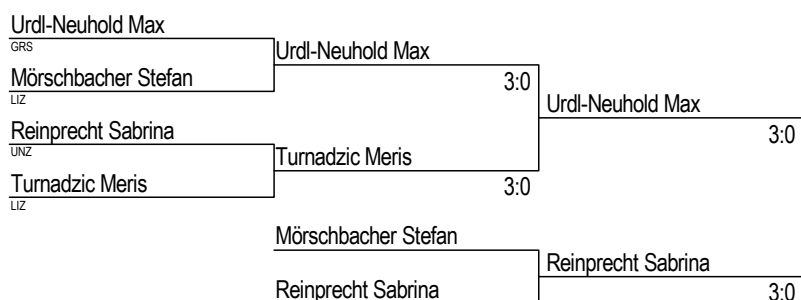 Urdl-Neuhold Max
GRS
Urdl-Neuhold Max
Mörschbacher Stefan
3:0
LIZ
Urdl-Neuhold Max
Reinprecht Sabrina
3:0
UNZ
Turnadzic Meris
Turnadzic Meris
3:0
LIZ
Mörschbacher Stefan
Reinprecht Sabrina
Reinprecht Sabrina
3:0